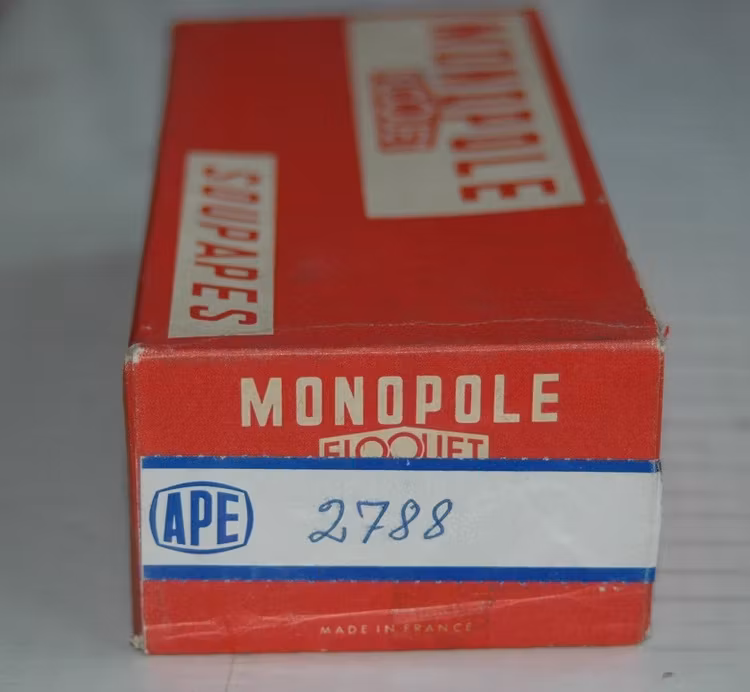 MONOPOLE
FLOQUET
SOUPAPES
MONOPOLE
FLOQUET
APE 2788
MADE IN FRANCE